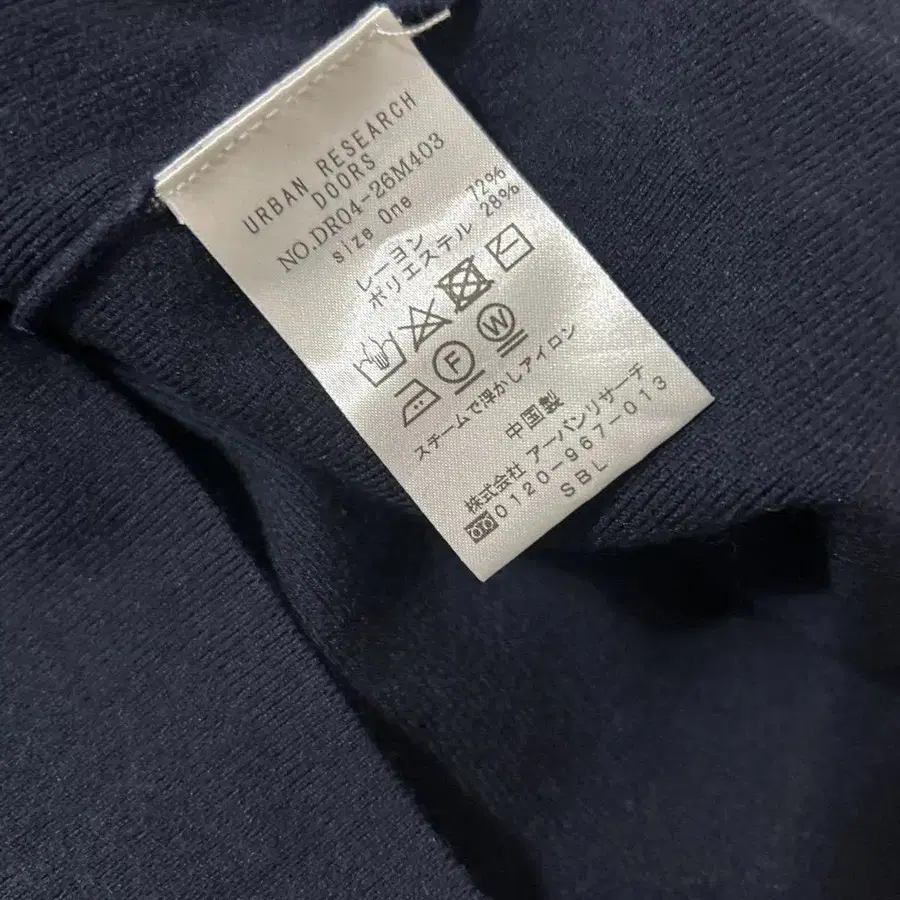 URBAN RESEARCH
DOORS
NO.DR04-26M403
size One
レーヨン 72%
ポリエステル 28%
F W
スチームで浮かしアイロン
中国製
株式会社 アーバンリサーチ
0120-967-013
SBL